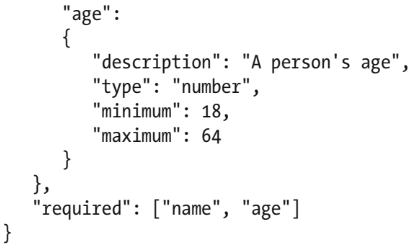 "age":
{
"description": "A person's age",
"type": "number",
"minimum": 18,
"maximum": 64
}
},
"required": ["name", "age"]
}